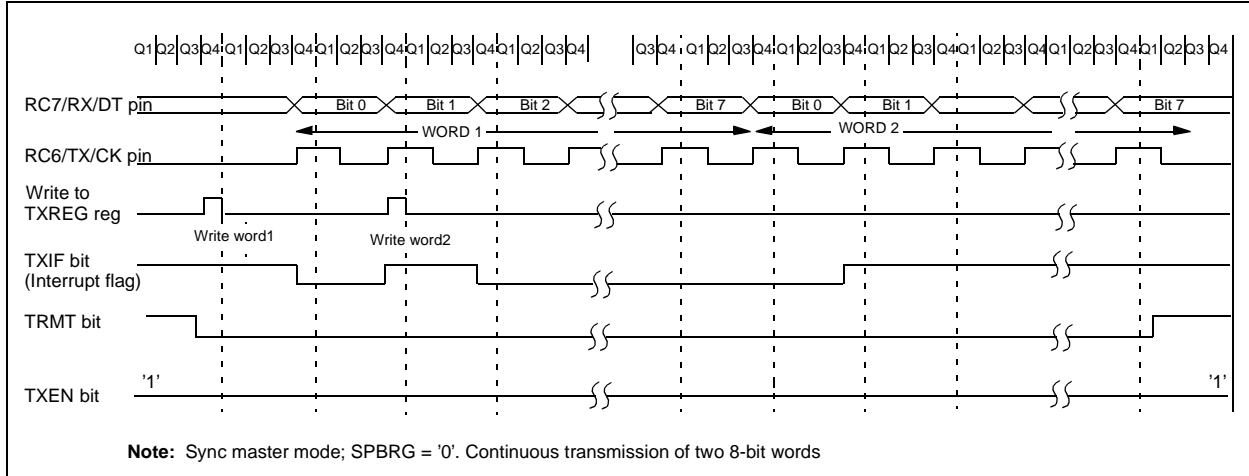 Q1 Q2 Q3 Q4 Q1 Q2 Q3 Q4 Q1 Q2 Q3 Q4 Q1 Q2 Q3 Q4 Q1 Q2 Q3 Q4 Q3 Q4 Q1 Q2 Q3 Q4 Q1 Q2 Q3 Q4 Q1 Q2 Q3 Q4 Q1 Q2 Q3 Q4 Q1 Q2 Q3 Q4 Q1 Q2 Q3 Q4
RC7/RX/DT pin Bit 0 Bit 1 Bit 2 Bit 7 Bit 0 Bit 1 Bit 7
WORD 1 WORD 2
RC6/TX/CK pin
Write to
TXREG reg
Write word1 Write word2
TXIF bit
(Interrupt flag)
TRMT bit
'1' '1'
TXEN bit
Note: Sync master mode; SPBRG = '0'. Continuous transmission of two 8-bit words